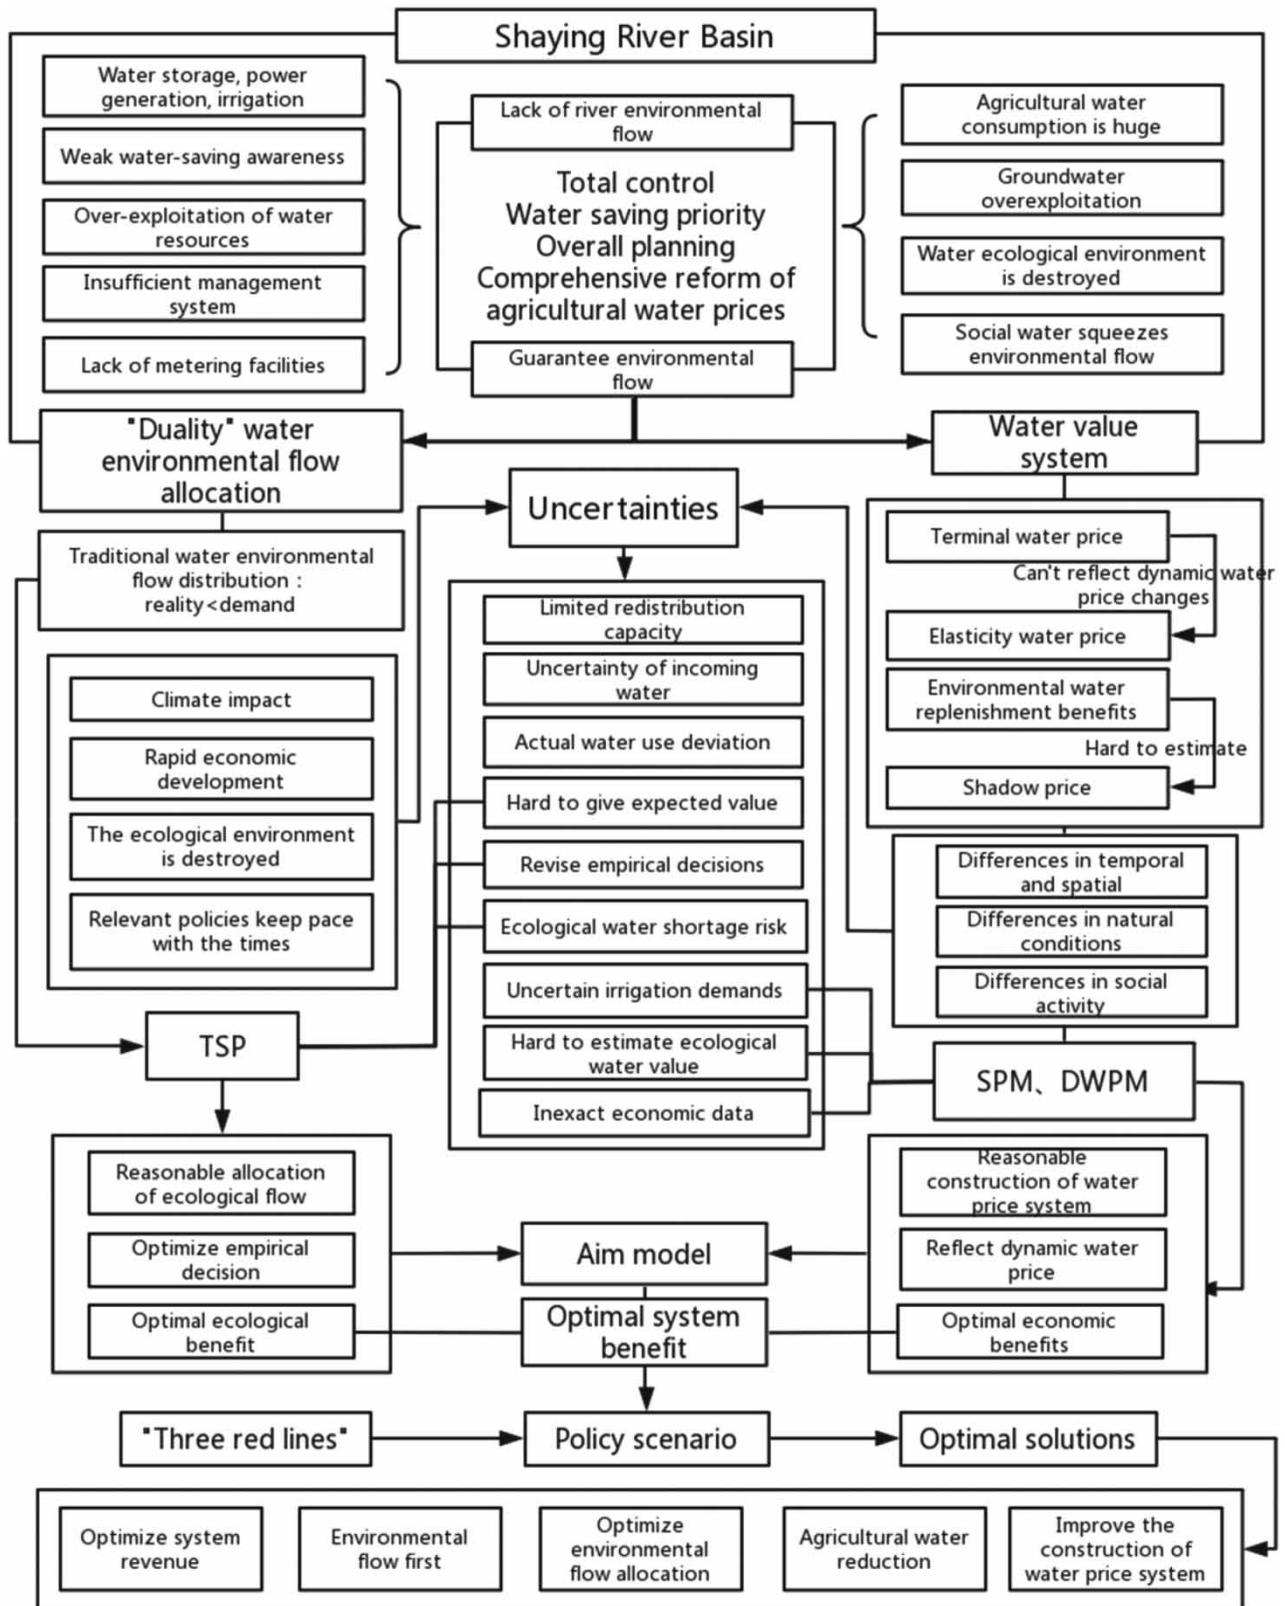 Shaying River Basin
Water storage, power
generation, irrigation
Weak water-saving awareness
Over-exploitation of water
resources
Insufficient management
system
Lack of metering facilities
Lack of river environmental
flow
Total control
Water saving priority
Overall planning
Comprehensive reform of
agricultural water prices
Guarantee environmental
flow
Agricultural water
consumption is huge
Groundwater
overexploitation
Water ecological environment
is destroyed
Social water squeezes
environmental flow
"Duality" water
environmental flow
allocation
Water value
system
Traditional water environmental
flow distribution :
reality<demand
Climate impact
Rapid economic
development
The ecological environment
is destroyed
Relevant policies keep pace
with the times
TSP
Uncertainties
Limited redistribution
capacity
Uncertainty of incoming
water
Actual water use deviation
Hard to give expected value
Revise empirical decisions
Ecological water shortage risk
Uncertain irrigation demands
Hard to estimate ecological
water value
Inexact economic data
Terminal water price
Can't reflect dynamic water
price changes
Elasticity water price
Environmental water
replenishment benefits
Hard to estimate
Shadow price
Differences in temporal
and spatial
Differences in natural
conditions
Differences in social
activity
SPM、DWPM
Reasonable allocation
of ecological flow
Optimize empirical
decision
Optimal ecological
benefit
Aim model
Optimal system
benefit
Reasonable
construction of water
price system
Reflect dynamic water
price
Optimal economic
benefits
"Three red lines"
Policy scenario
Optimal solutions
Optimize system
revenue
Environmental
flow first
Optimize
environmental
flow allocation
Agricultural water
reduction
Improve the
construction of
water price system